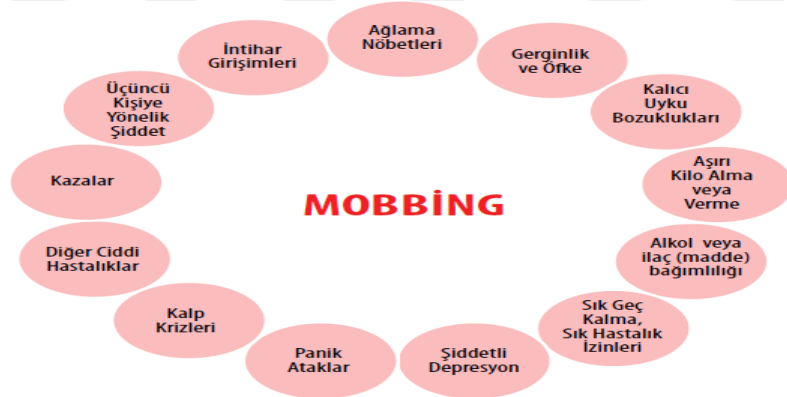 Ağlama
Nöbetleri
Gerginlik
ve Öfke
Kalıcı
Uyku
Bozuklukları
Aşırı
Kilo Alma
veya
Verme
Alkol veya
ilaç (madde)
bağımlılığı
Sık Geç
Kalma,
Sık Hastalık
İzinleri
Şiddetli
Depresyon
Panik
Ataklar
Kalp
Krizleri
Diğer Ciddi
Hastalıklar
Kazalar
Üçüncü
Kişiye
Yönelik
Şiddet
İntihar
Girişimleri
MOBBİNG